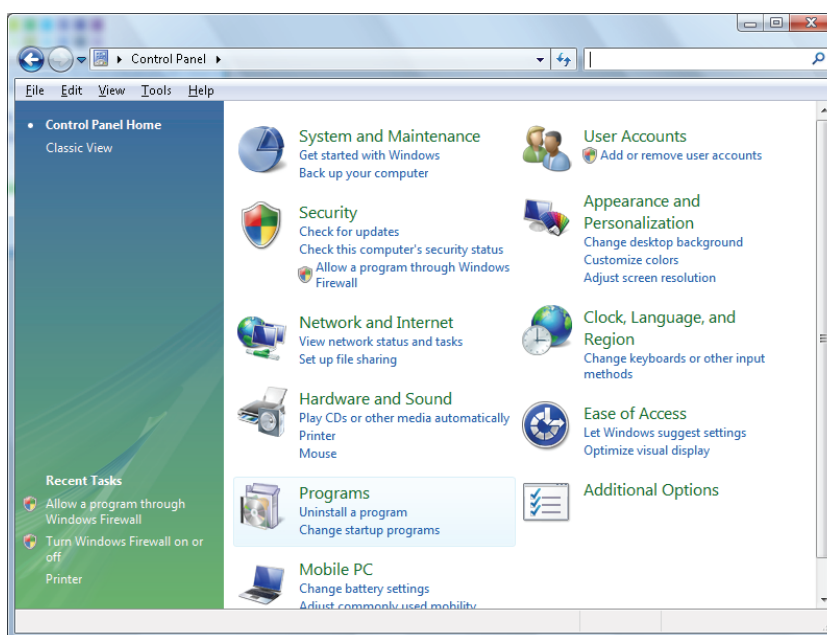 Control Panel
File Edit View Tools Help
Control Panel Home
Classic View
Recent Tasks
Allow a program through
Windows Firewall
Turn Windows Firewall on or
off
Printer
System and Maintenance
Get started with Windows
Back up your computer
Security
Check for updates
Check this computer's security status
Allow a program through Windows
Firewall
Network and Internet
View network status and tasks
Set up file sharing
Hardware and Sound
Play CDs or other media automatically
Printer
Mouse
Programs
Uninstall a program
Change startup programs
Mobile PC
Change battery settings
Adjust commonly used mobility
User Accounts
Add or remove user accounts
Appearance and
Personalization
Change desktop background
Customize colors
Adjust screen resolution
Clock, Language, and
Region
Change keyboards or other input
methods
Ease of Access
Let Windows suggest settings
Optimize visual display
Additional Options